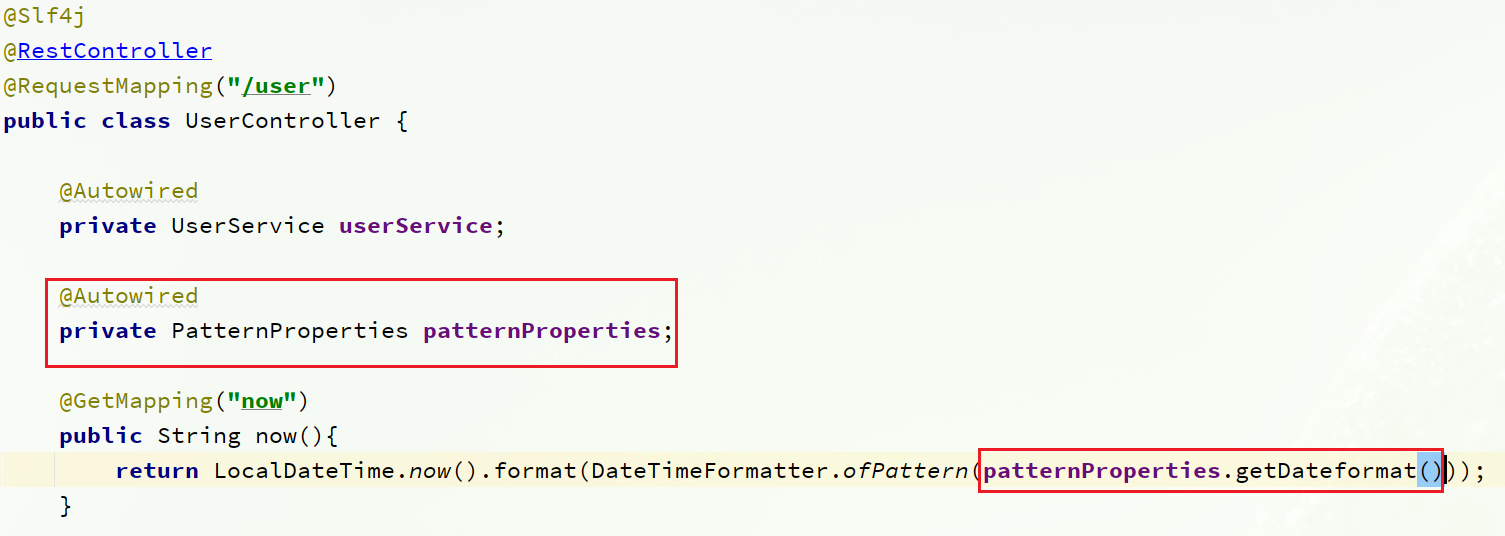 @Slf4j
@RestController
@RequestMapping("/user")
public class UserController {
@Autowired
private UserService userService;
@Autowired
private PatternProperties patternProperties;
@GetMapping("now")
public String now(){
return LocalDateTime.now().format(DateTimeFormatter.ofPattern(patternProperties.getDateformat()));
}